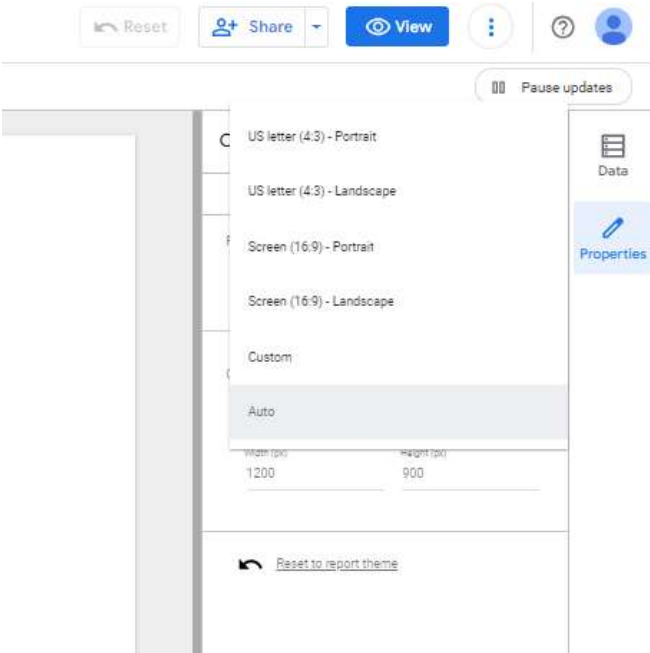 Reset
Share
View
Pause updates
US letter (4:3) - Portrait
US letter (4:3) - Landscape
Screen (16:9) - Portrait
Screen (16:9) - Landscape
Custom
Auto
Width (px)
Height (px)
1200
900
Reset to report theme
Data
Properties